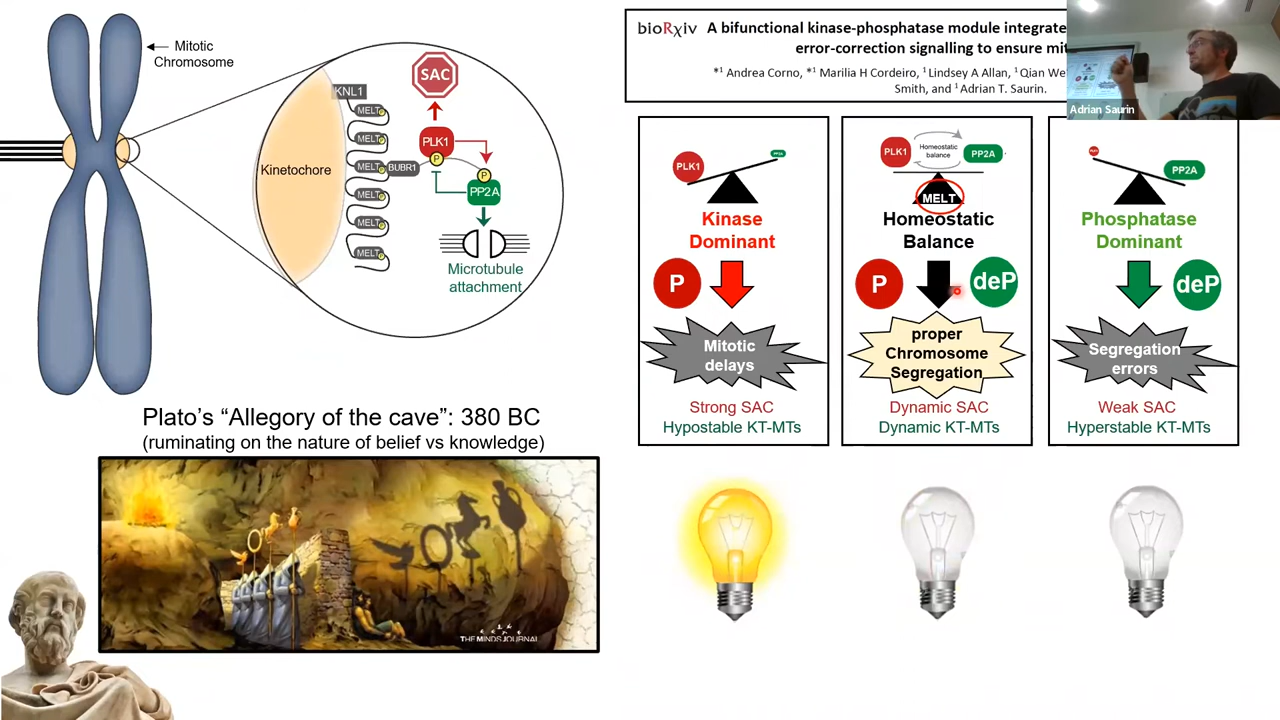 Mitotic
Chromosome
KNL1
SAC
MELT
P
MELT
P
MELT
P
MELT
P
MELT
P
MELT
P
BUBR1
PLK1
P
P
PP2A
Kinetochore
Microtubule
attachment
Plato's "Allegory of the cave": 380 BC
(ruminating on the nature of belief vs knowledge)
THE MINDS JOURNAL
bioRχiv
A bifunctional kinase-phosphatase module integrate
error-correction signalling to ensure mit
*1 Andrea Corno, *1 Marilia H Cordeiro, 1 Lindsey A Allan, 1 Qian We
Smith, and 1 Adrian T. Saurin.
Adrian Saurin
PLK1
PP2A
Kinase
Dominant
P
Mitotic
delays
Strong SAC
Hypostable KT-MTs
PLK1
Homeostatic
balance
PP2A
MELT
Homeostatic
Balance
P
deP
proper
Chromosome
Segregation
Dynamic SAC
Dynamic KT-MTs
PLK1
PP2A
Phosphatase
Dominant
deP
Segregation
errors
Weak SAC
Hyperstable KT-MTs